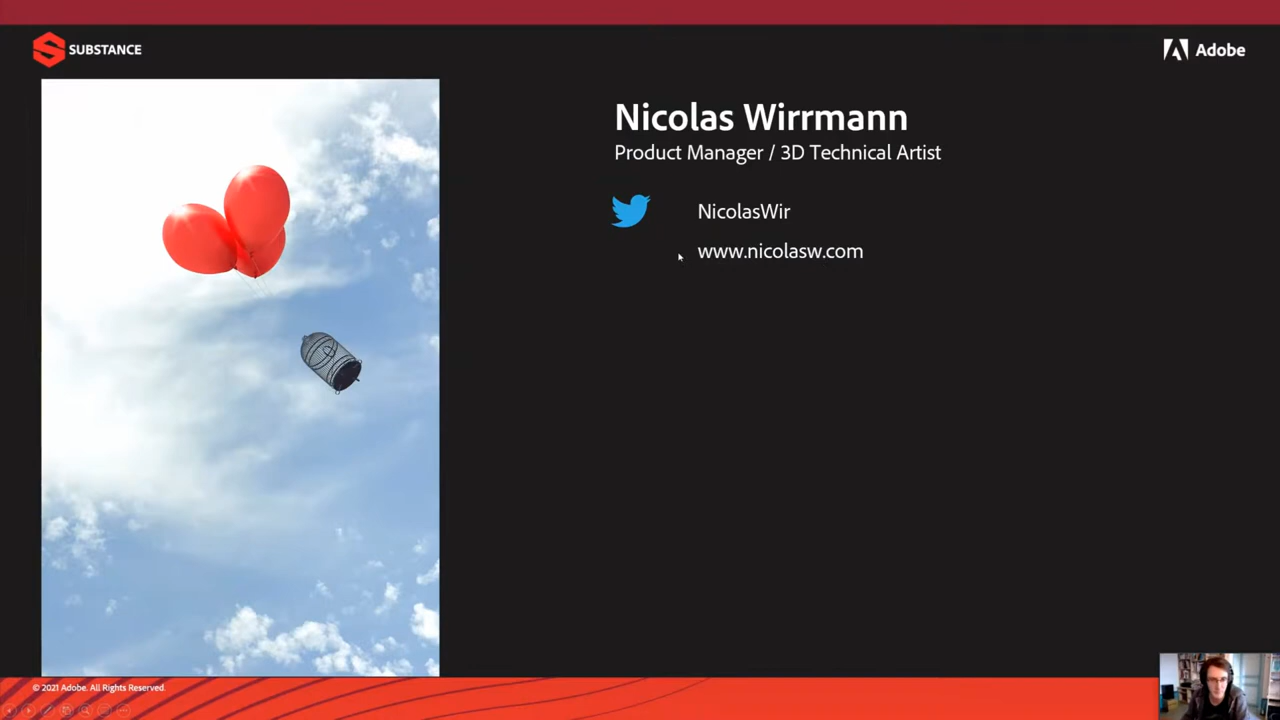 SUBSTANCE
Adobe
Nicolas Wirrmann
Product Manager / 3D Technical Artist
NicolasWir
www.nicolasw.com
© 2021 Adobe. All Rights Reserved.